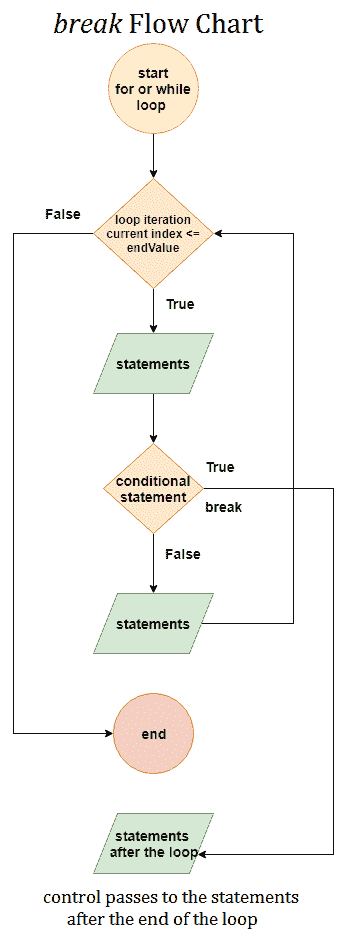 break Flow Chart
start
for or while
loop
False
loop iteration
current index <=
endValue
True
statements
True
conditional
statement
break
False
statements
end
statements
after the loop
control passes to the statements
after the end of the loop